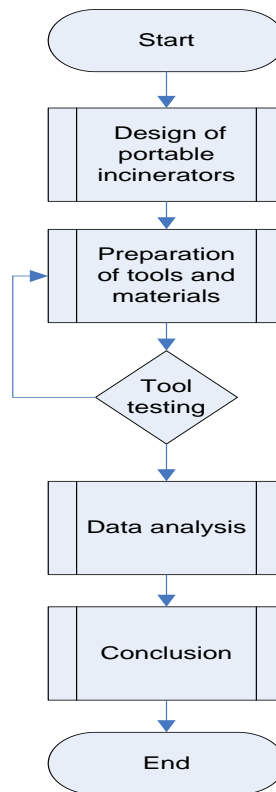 Start
Design of
portable
incinerators
Preparation
of tools and
materials
Tool
testing
Data analysis
Conclusion
End